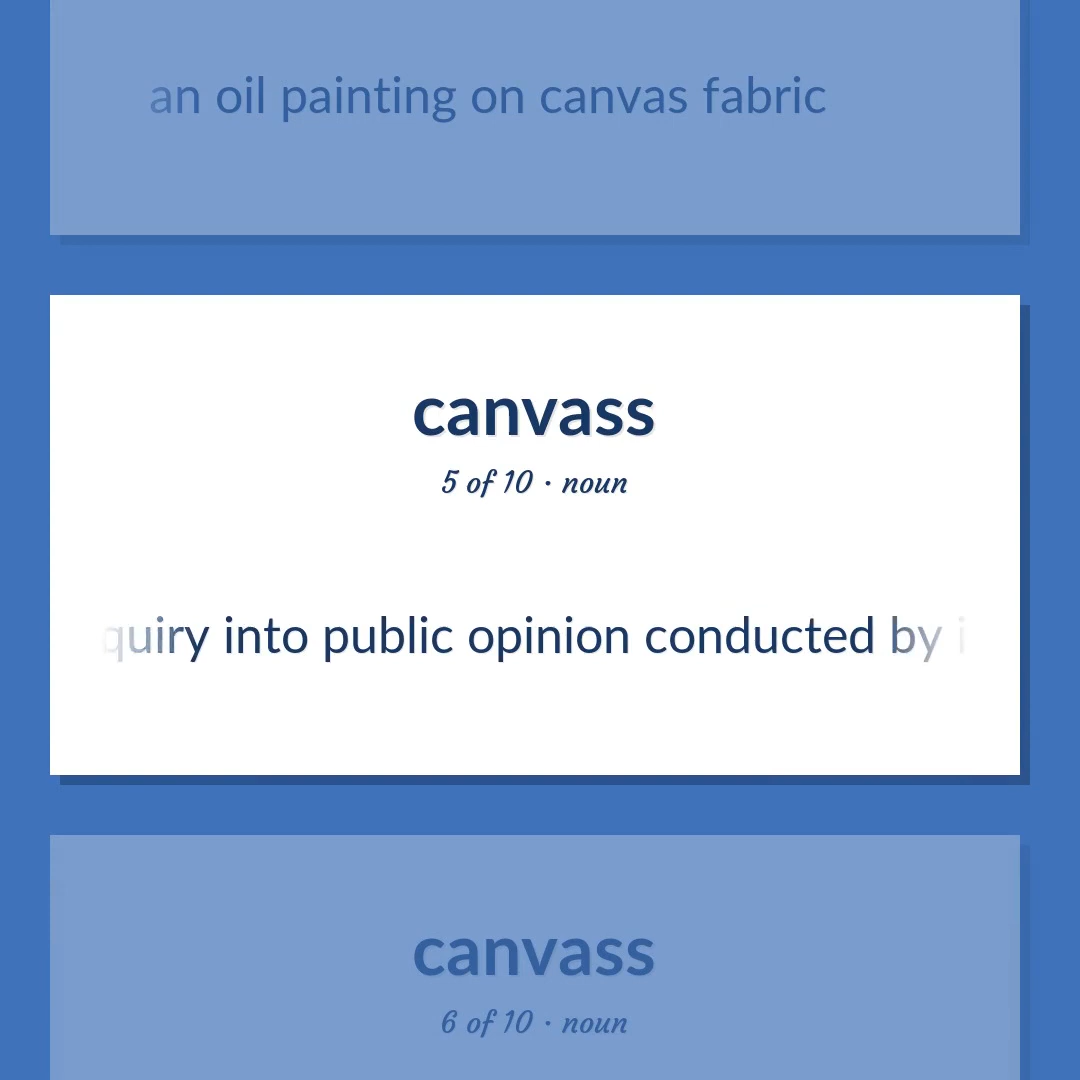 an oil painting on canvas fabric
canvass
5 of 10 · noun
quiry into public opinion conducted by i
canvass
6 of 10 · noun